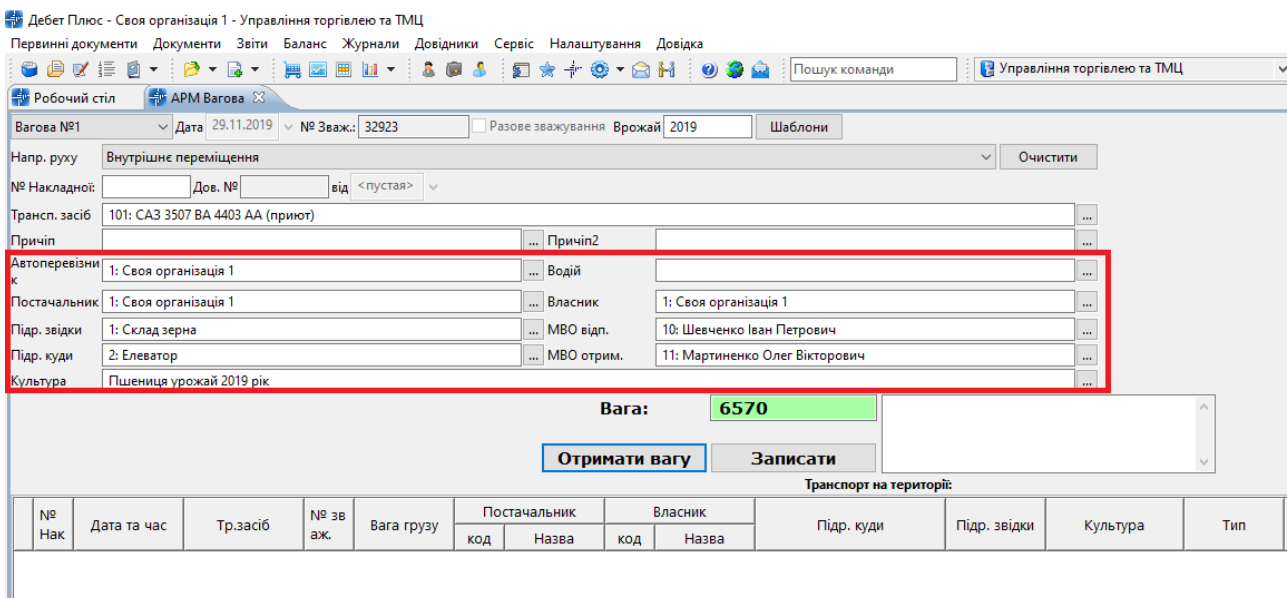 Дебет Плюс - Своя організація 1 - Управління торгівлею та ТМЦ
Первинні документи Документи Звіти Баланс Журнали Довідники Сервіс Налаштування Довідка
Пошук команди Управління торгівлею та ТМЦ
Робочий стіл АРМ Вагова
Вагова №1 Дата 29.11.2019 № Зваж.: 32923 Разове зважування Врожай 2019 Шаблони
Напр. руху Внутрішнє переміщення Очистити
№ Накладної: Дов. № від <пустая>
Трансп. засіб 101: САЗ 3507 ВА 4403 АА (приют) ...
Причіп ... Причіп2 ...
Автоперевізни
к 1: Своя організація 1 ... Водій ...
Постачальник 1: Своя організація 1 ... Власник 1: Своя організація 1 ...
Підр. звідки 1: Склад зерна ... МВО відп. 10: Шевченко Іван Петрович ...
Підр. куди 2: Елеватор ... МВО отрим. 11: Мартиненко Олег Вікторович ...
Культура Пшениця урожай 2019 рік ...
Вага: 6570
Отримати вагу Записати
Транспорт на території:
№ Нак Дата та час Тр.засіб № зв аж. Вага грузу Постачальник Власник Підр. куди Підр. звідки Культура Тип
код Назва код Назва